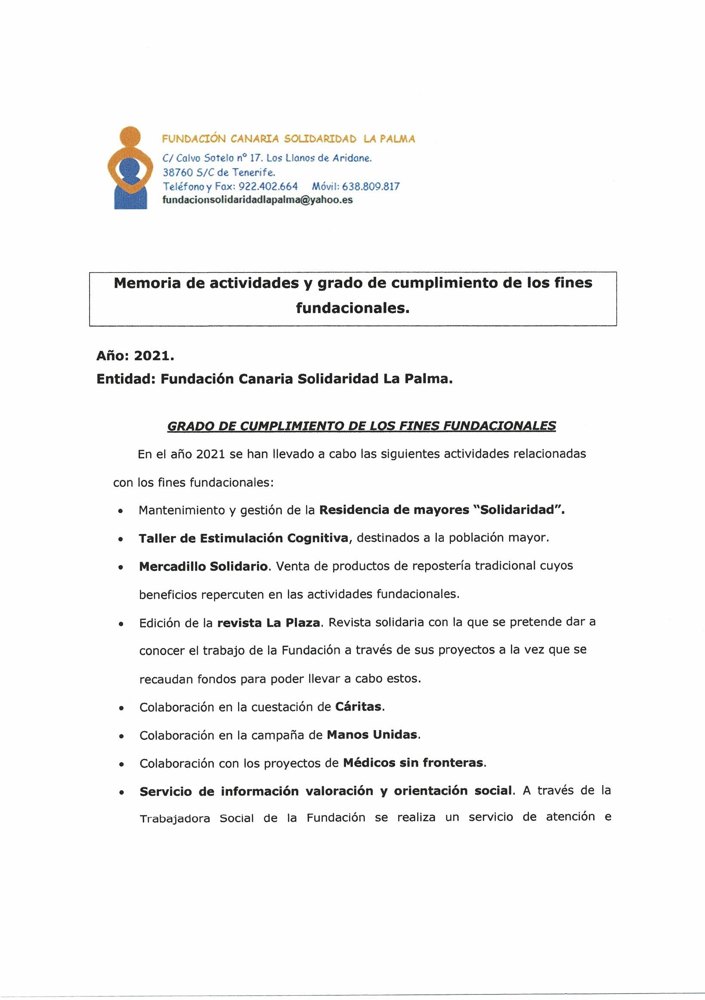 FUNDACIÓN CANARIA SOLIDARIDAD LA PALMA
C/ Calvo Sotelo nº 17. Los Llanos de Aridane.
38760 S/C de Tenerife.
Teléfono y Fax: 922.402.664 Móvil: 638.809.817
fundacionsolidaridadlapalma@yahoo.es
Memoria de actividades y grado de cumplimiento de los fines
fundacionales.
Año: 2021.
Entidad: Fundación Canaria Solidaridad La Palma.
GRADO DE CUMPLIMIENTO DE LOS FINES FUNDACIONALES
En el año 2021 se han llevado a cabo las siguientes actividades relacionadas
con los fines fundacionales:
• Mantenimiento y gestión de la Residencia de mayores "Solidaridad".
• Taller de Estimulación Cognitiva, destinados a la población mayor.
• Mercadillo Solidario. Venta de productos de repostería tradicional cuyos
beneficios repercuten en las actividades fundacionales.
• Edición de la revista La Plaza. Revista solidaria con la que se pretende dar a
conocer el trabajo de la Fundación a través de sus proyectos a la vez que se
recaudan fondos para poder llevar a cabo estos.
• Colaboración en la cuestación de Cáritas.
• Colaboración en la campaña de Manos Unidas.
• Colaboración con los proyectos de Médicos sin fronteras.
• Servicio de información valoración y orientación social. A través de la
Trabajadora Social de la Fundación se realiza un servicio de atención e